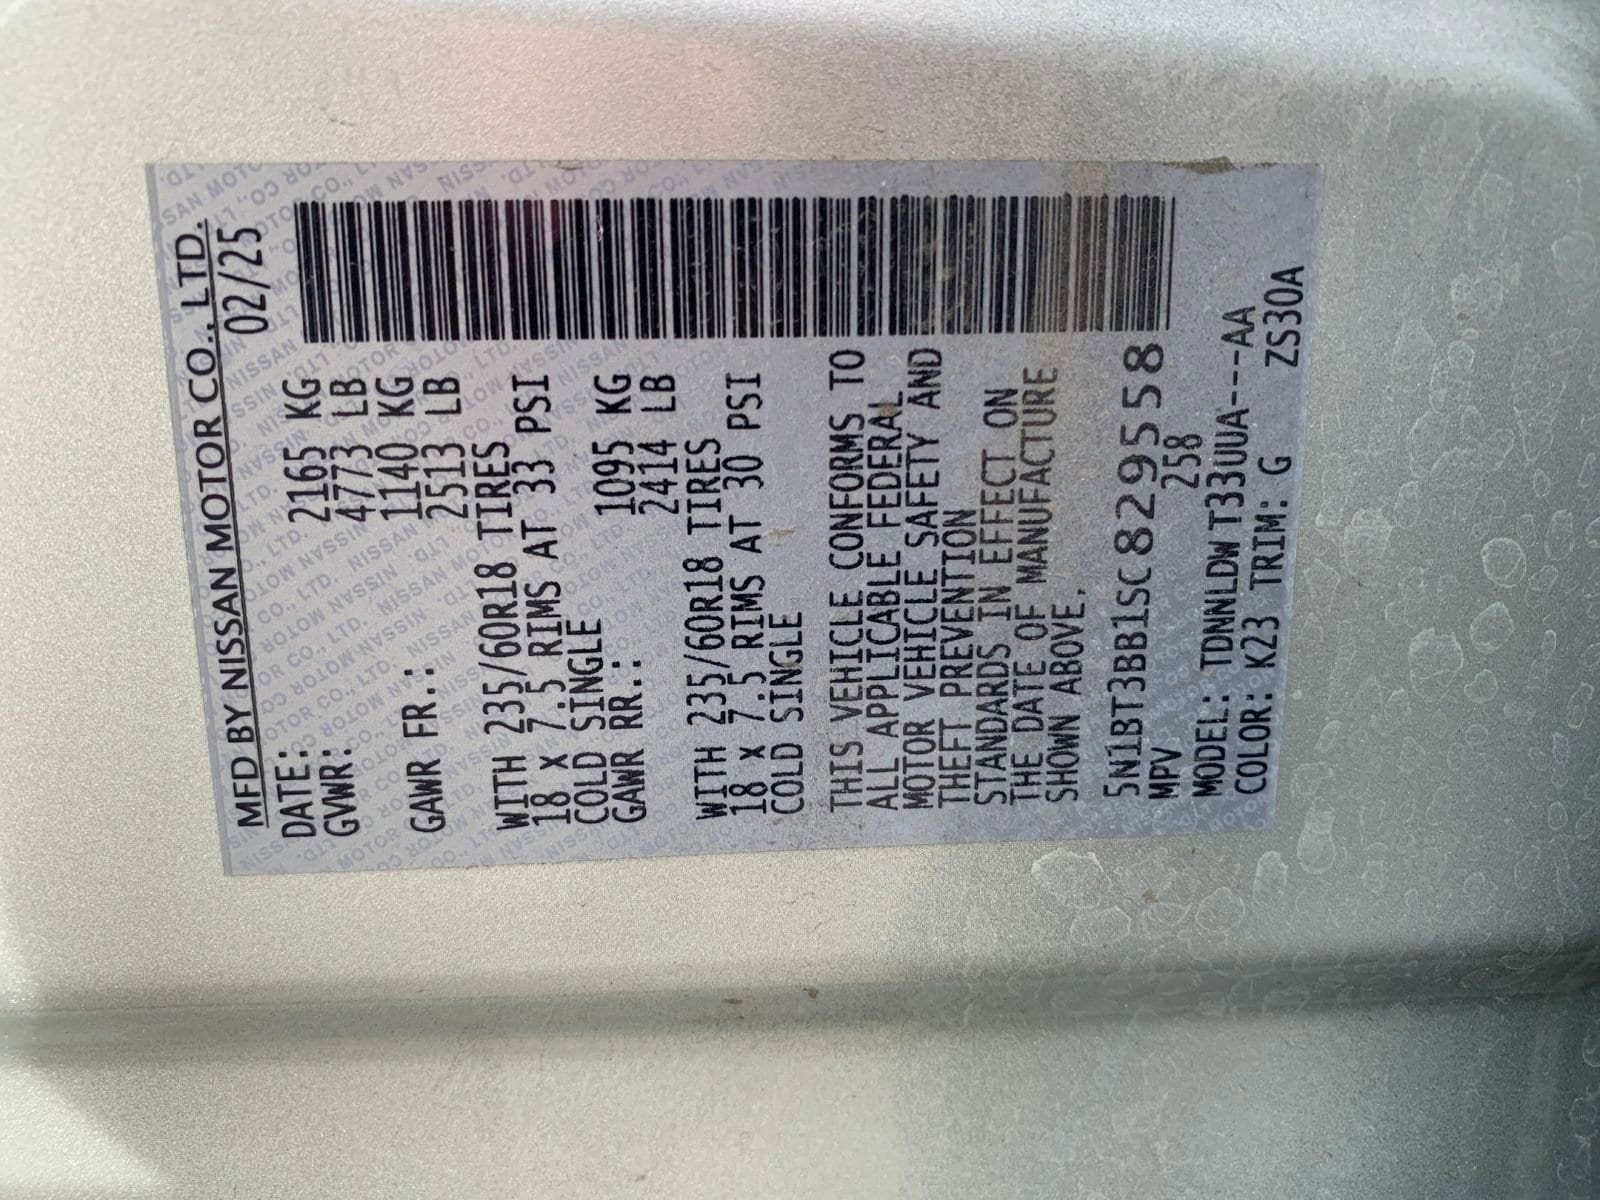 MFD BY NISSAN MOTOR CO., LTD.
DATE: 02/25
GVWR: 2165 KG
4773 LB
GAWR FR.: 1140 KG
2513 LB
WITH 235/60R18 TIRES
18 x 7.5 RIMS AT 33 PSI
COLD SINGLE
GAWR RR.: 1095 KG
2414 LB
WITH 235/60R18 TIRES
18 x 7.5 RIMS AT 30 PSI
COLD SINGLE
THIS VEHICLE CONFORMS TO
ALL APPLICABLE FEDERAL
MOTOR VEHICLE SAFETY AND
THEFT PREVENTION
STANDARDS IN EFFECT ON
THE DATE OF MANUFACTURE
SHOWN ABOVE.
5N1BT3BB1SC829558
MPV 258
MODEL: TDNNLDW T33UUA---AA
COLOR: K23 TRIM: G ZS30A